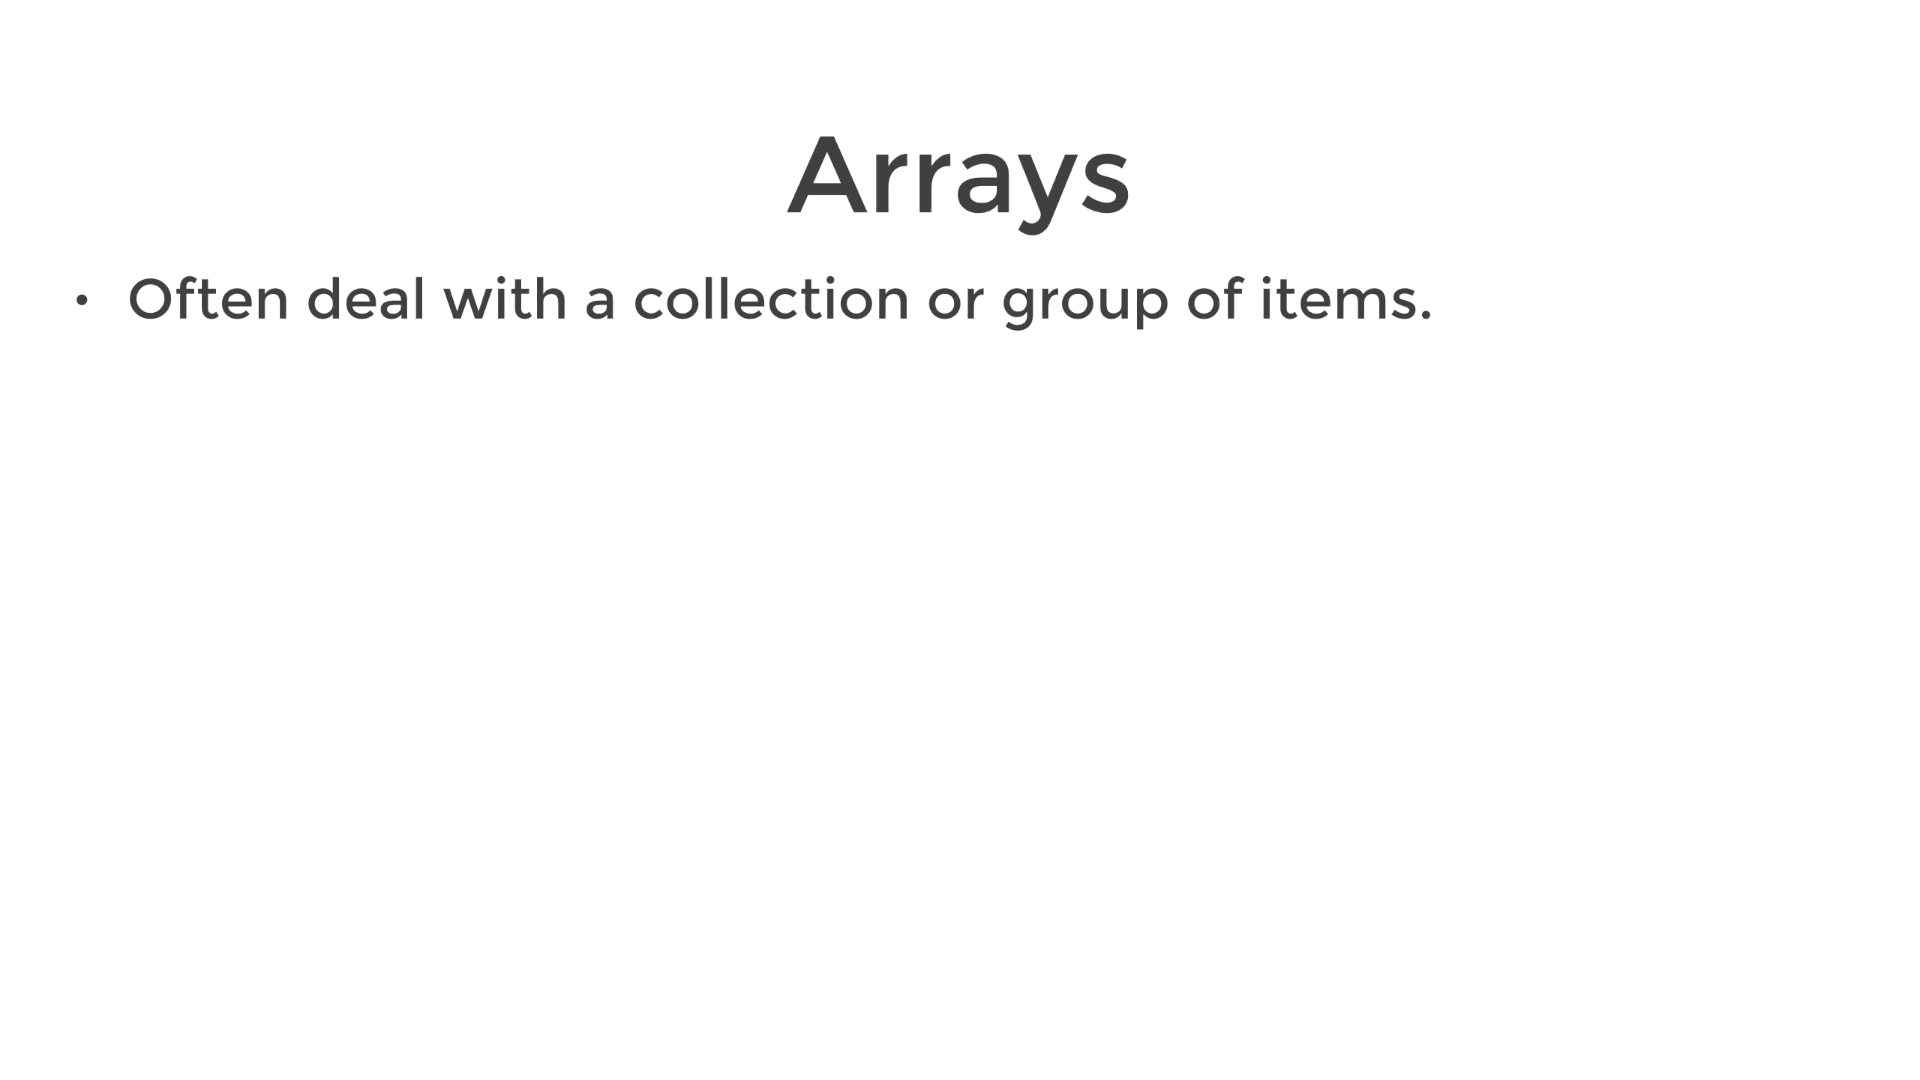 Arrays
• Often deal with a collection or group of items.